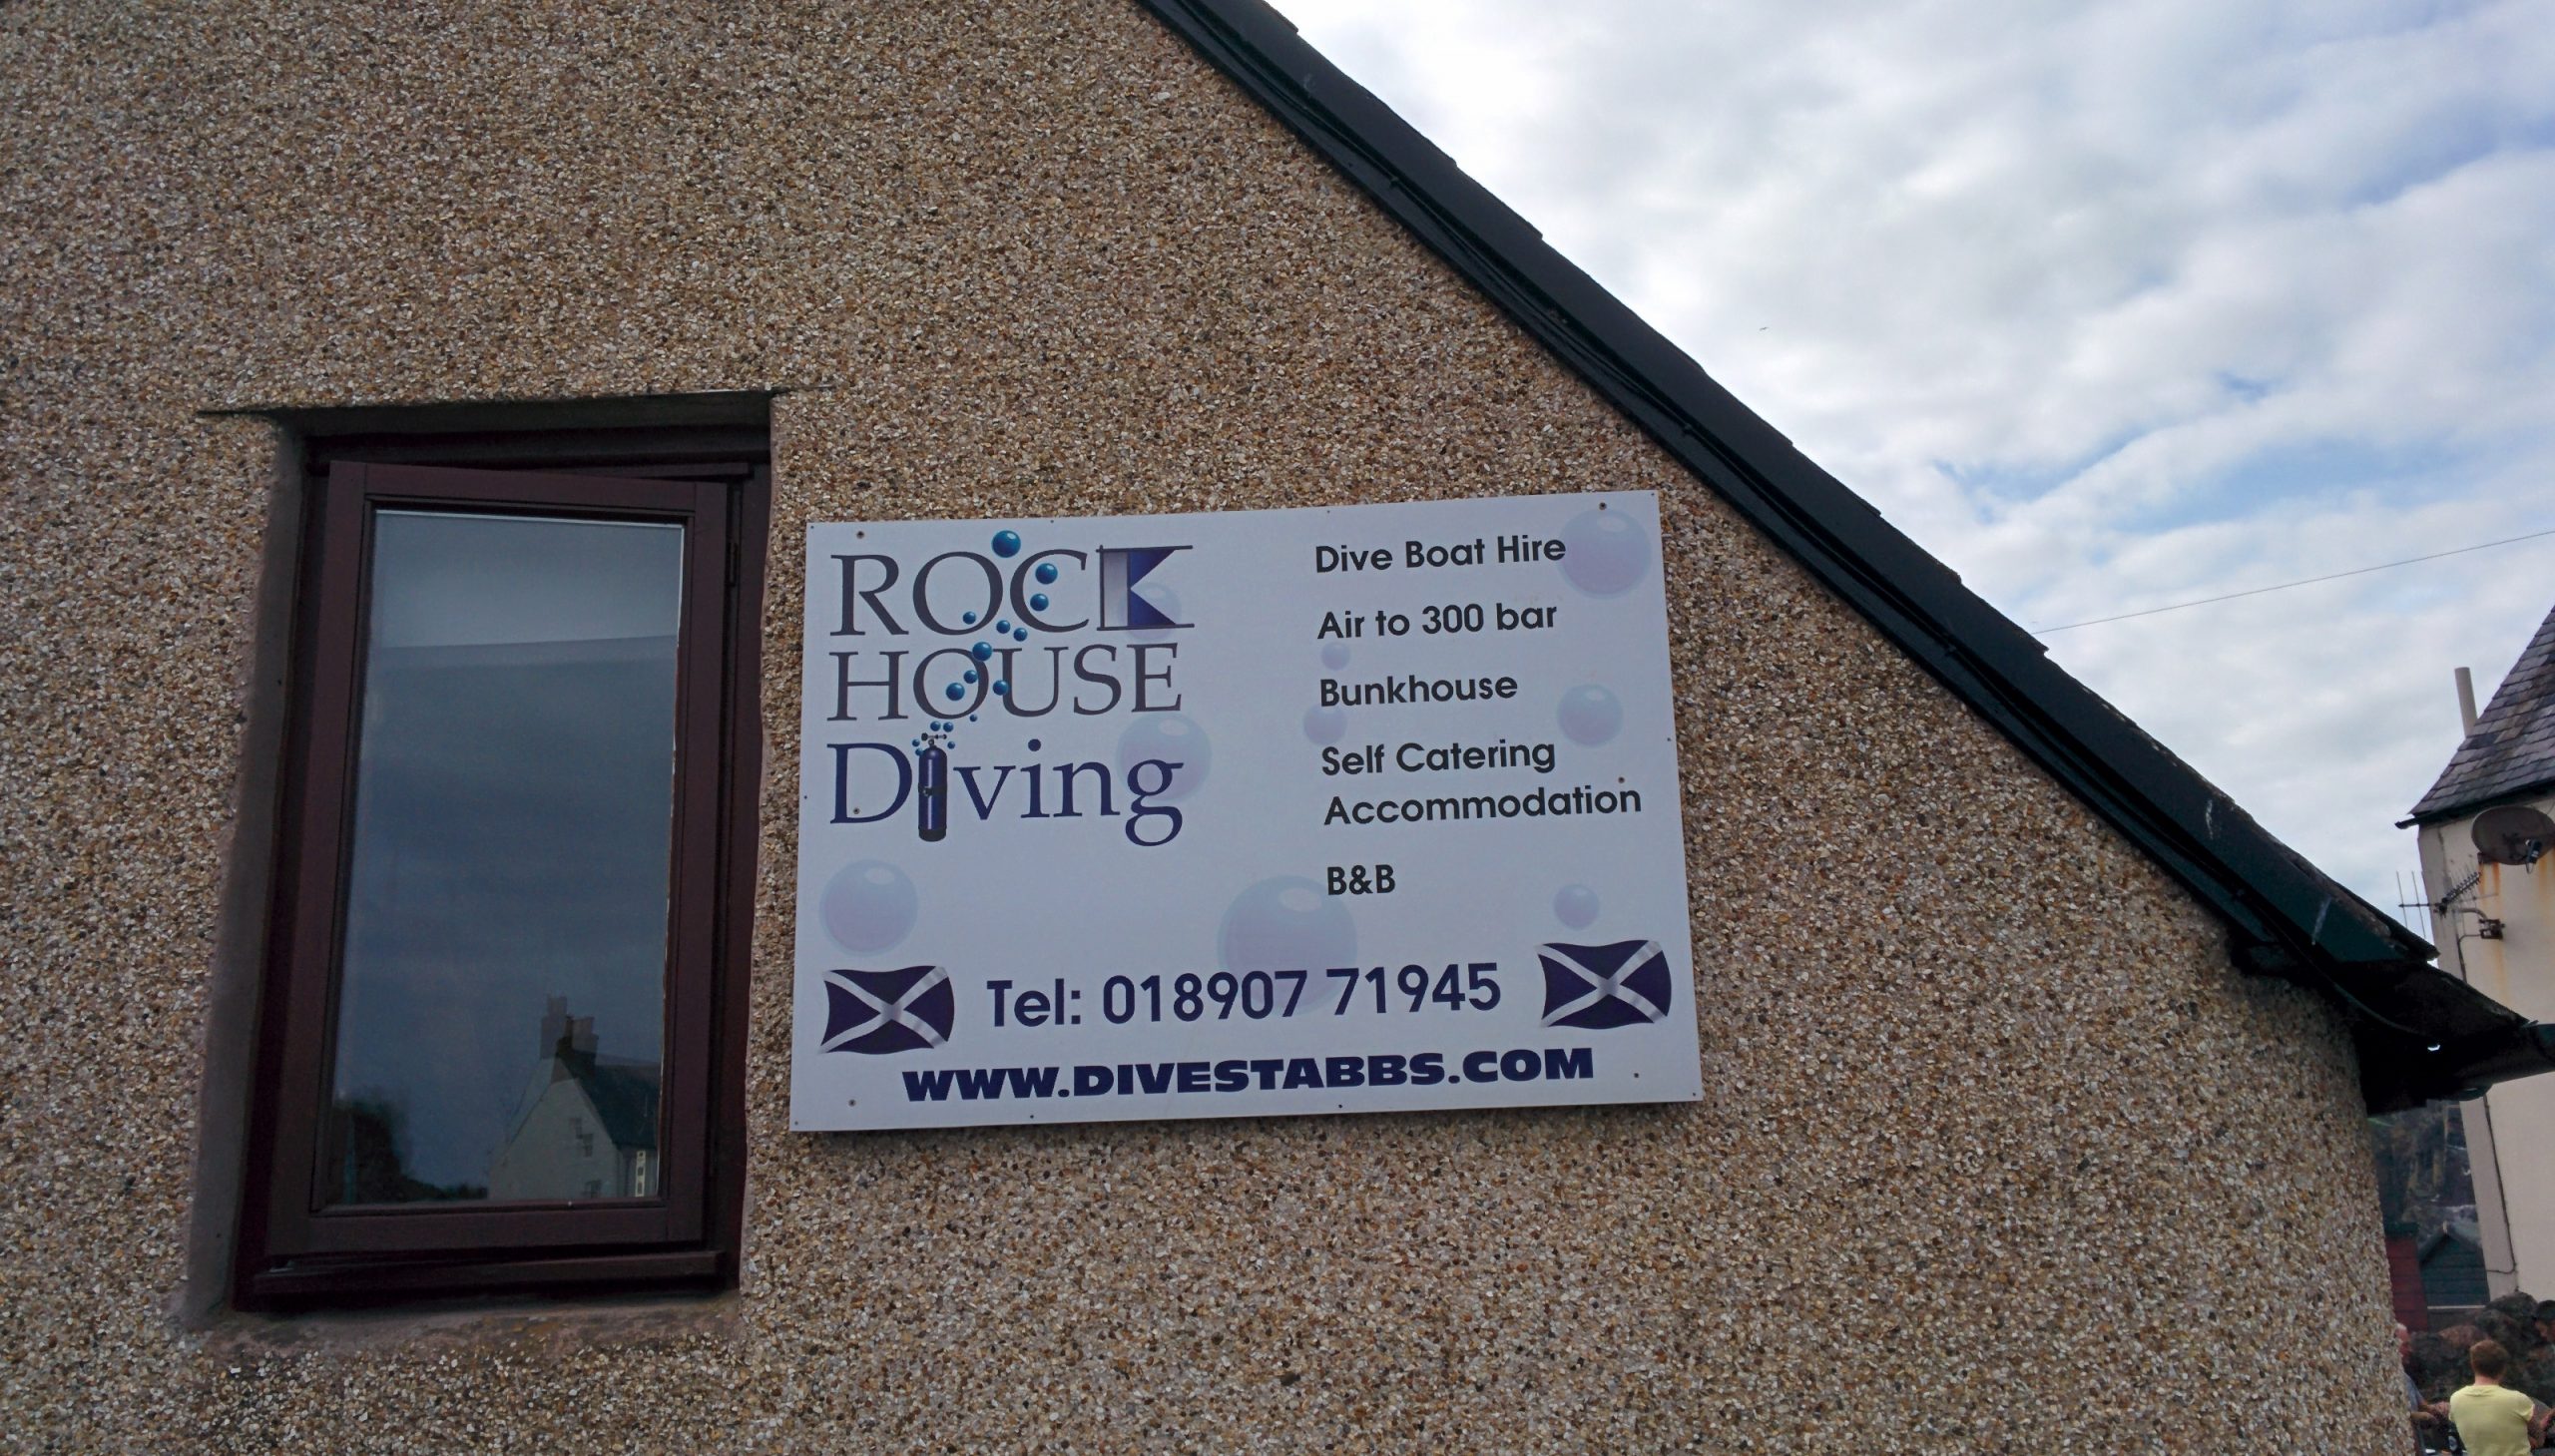 ROCK
HOUSE
Diving
Dive Boat Hire
Air to 300 bar
Bunkhouse
Self Catering
Accommodation
B&B
Tel: 018907 71945
WWW.DIVESTABBS.COM